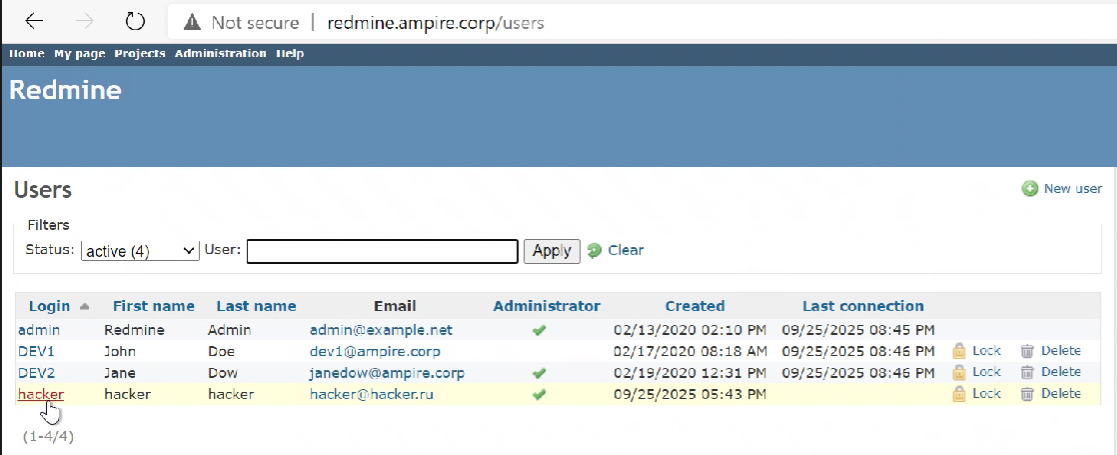 Not secure | redmine.ampire.corp/users
Home My page Projects Administration Help
Redmine
Users
New user
Filters
Status: active (4) User: Apply Clear
Login First name Last name Email Administrator Created Last connection
admin Redmine Admin admin@example.net 02/13/2020 02:10 PM 09/25/2025 08:45 PM
DEV1 John Doe dev1@ampire.corp 02/17/2020 08:18 AM 09/25/2025 08:46 PM Lock Delete
DEV2 Jane Dow janedow@ampire.corp 02/19/2020 12:31 PM 09/25/2025 08:46 PM Lock Delete
hacker hacker hacker hacker@hacker.ru 09/25/2025 05:43 PM Lock Delete
(1-4/4)